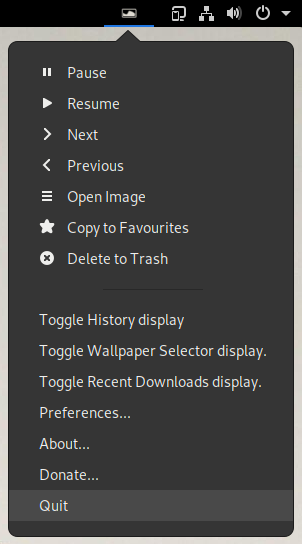 Pause
Resume
Next
Previous
Open Image
Copy to Favourites
Delete to Trash
Toggle History display
Toggle Wallpaper Selector display.
Toggle Recent Downloads display.
Preferences...
About...
Donate...
Quit